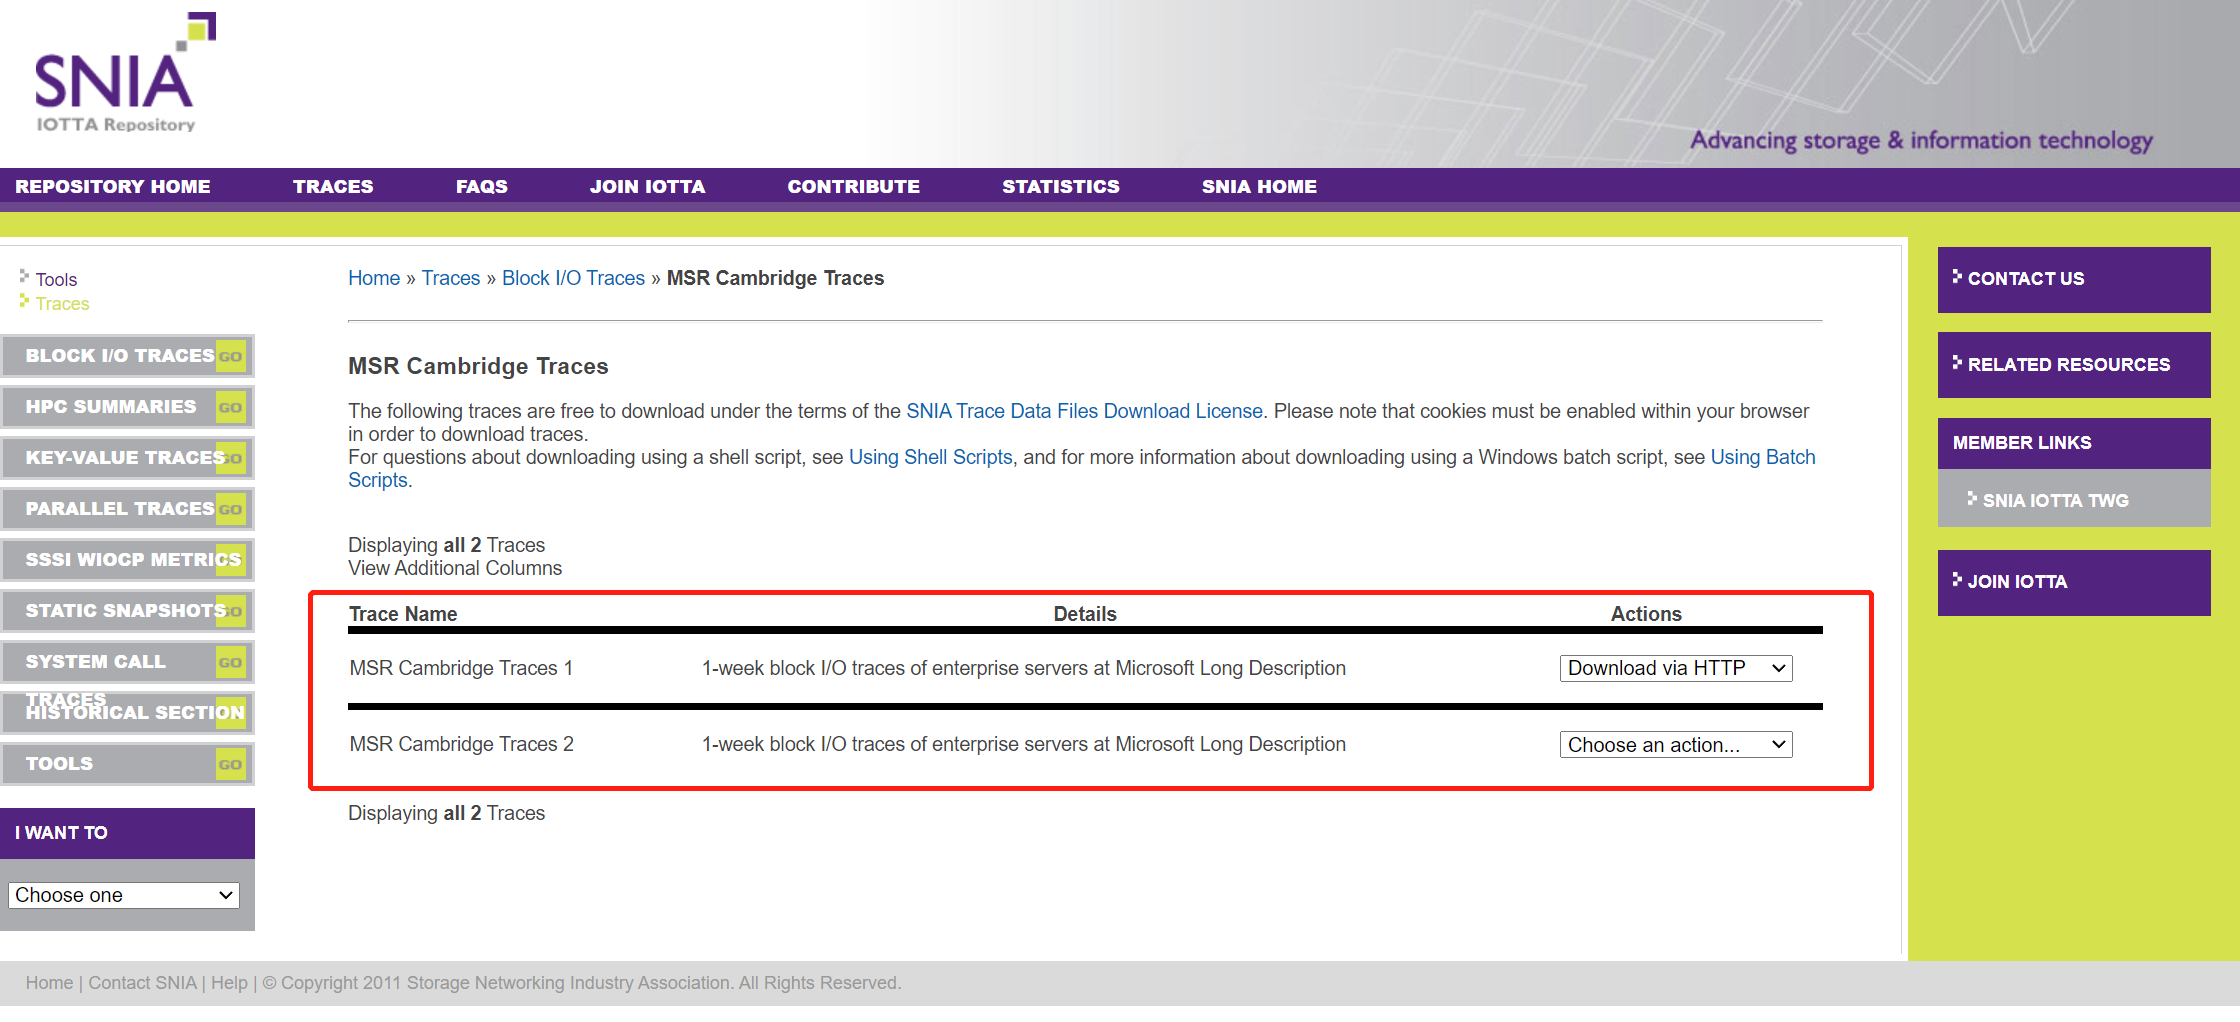 SNIA
IOTTA Repository
Advancing storage & information technology
REPOSITORY HOME TRACES FAQS JOIN IOTTA CONTRIBUTE STATISTICS SNIA HOME
Tools
Traces
BLOCK I/O TRACES GO
HPC SUMMARIES GO
KEY-VALUE TRACES GO
PARALLEL TRACES GO
SSSI WIOCP METRICS
STATIC SNAPSHOTS GO
SYSTEM CALL GO
TRACES
HISTORICAL SECTION
TOOLS GO
I WANT TO
Choose one
Home » Traces » Block I/O Traces » MSR Cambridge Traces
MSR Cambridge Traces
The following traces are free to download under the terms of the SNIA Trace Data Files Download License. Please note that cookies must be enabled within your browser
in order to download traces.
For questions about downloading using a shell script, see Using Shell Scripts, and for more information about downloading using a Windows batch script, see Using Batch
Scripts.
Displaying all 2 Traces
View Additional Columns
Trace Name Details Actions
MSR Cambridge Traces 1 1-week block I/O traces of enterprise servers at Microsoft Long Description Download via HTTP
MSR Cambridge Traces 2 1-week block I/O traces of enterprise servers at Microsoft Long Description Choose an action...
Displaying all 2 Traces
CONTACT US
RELATED RESOURCES
MEMBER LINKS
SNIA IOTTA TWG
JOIN IOTTA
Home | Contact SNIA | Help | © Copyright 2011 Storage Networking Industry Association. All Rights Reserved.